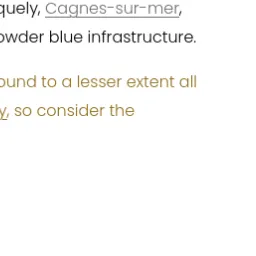 quely, Cagnes-sur-mer,
owder blue infrastructure.
ound to a lesser extent all
y, so consider the